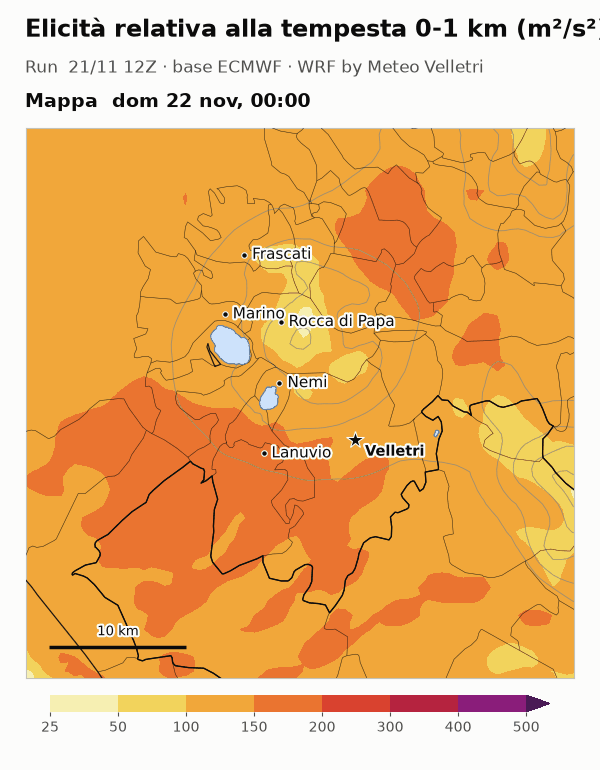 Elicità relativa alla tempesta 0-1 km (m²/s²)
Run  21/11 12Z · base ECMWF · WRF by Meteo Velletri
Mappa  dom 22 nov, 00:00
Frascati
Marino
Rocca di Papa
Nemi
Velletri
Lanuvio
10 km
25 50 100 150 200 300 400 500